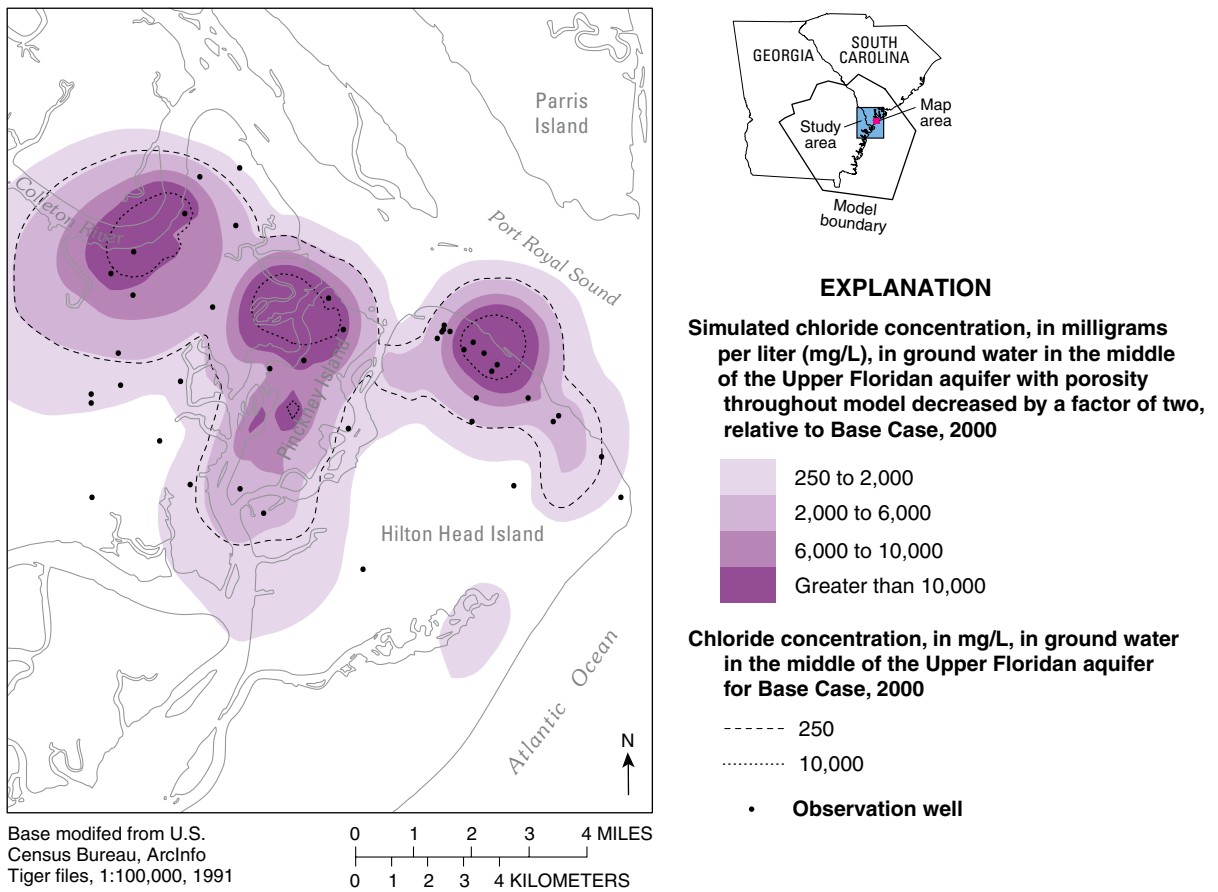 Parris
Island
Colleton River
Port Royal Sound
Pinckney Island
Hilton Head Island
Atlantic Ocean
N
Base modifed from U.S.
Census Bureau, ArcInfo
Tiger files, 1:100,000, 1991
0 1 2 3 4 MILES
0 1 2 3 4 KILOMETERS
GEORGIA
SOUTH
CAROLINA
Map
area
Study
area
Model
boundary
EXPLANATION
Simulated chloride concentration, in milligrams
per liter (mg/L), in ground water in the middle
of the Upper Floridan aquifer with porosity
throughout model decreased by a factor of two,
relative to Base Case, 2000
250 to 2,000
2,000 to 6,000
6,000 to 10,000
Greater than 10,000
Chloride concentration, in mg/L, in ground water
in the middle of the Upper Floridan aquifer
for Base Case, 2000
250
10,000
Observation well